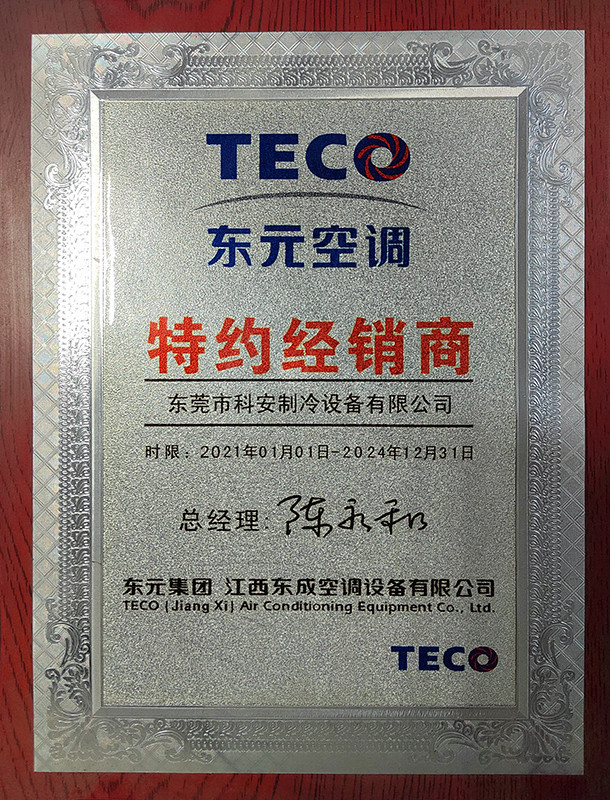 TECO
东元空调
特约经销商
东莞市科安制冷设备有限公司
时限：2021年01月01日-2024年12月31日
总经理：陈永和
东元集团 江西东成空调设备有限公司
TECO (Jiang Xi) Air Conditioning Equipment Co., Ltd.
TECO